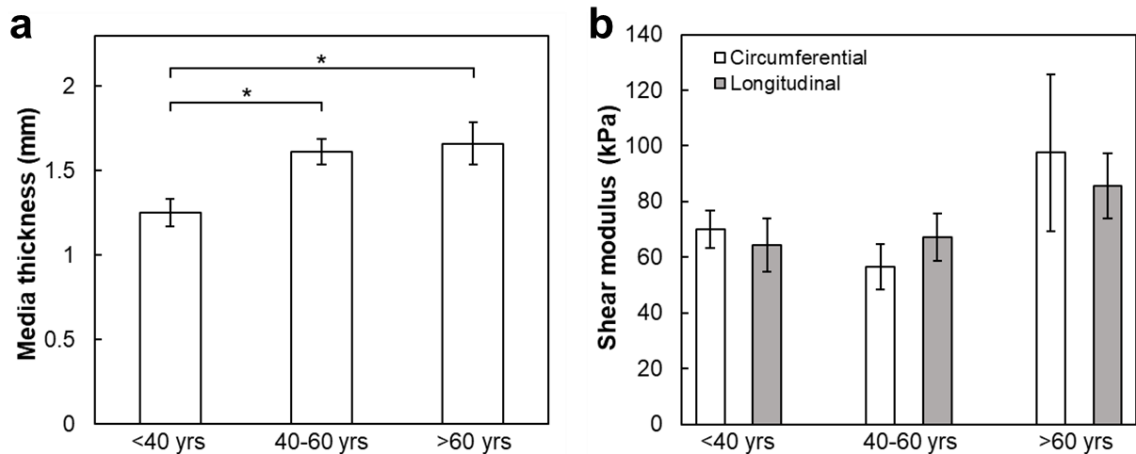 a
Media thickness (mm)
2
1.5
1
0.5
0
*
*
<40 yrs 40-60 yrs >60 yrs
b
Shear modulus (kPa)
140
120
100
80
60
40
20
0
Circumferential
Longitudinal
<40 yrs 40-60 yrs >60 yrs